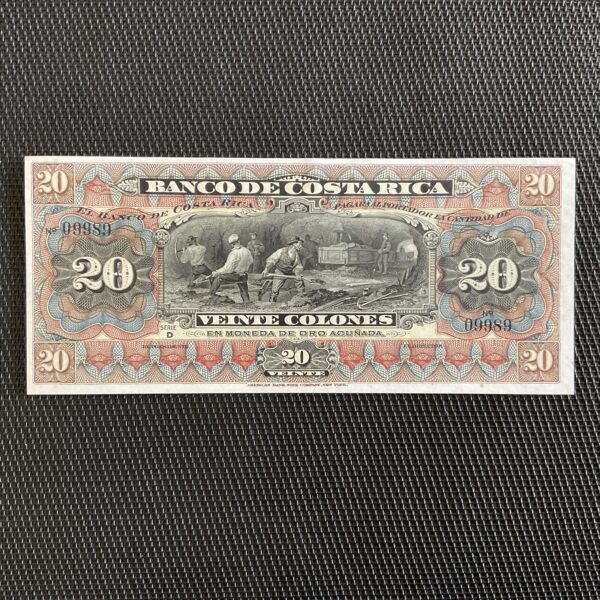 20 BANCO DE COSTA RICA 20
EL BANCO DE COSTA RICA PAGARÁ AL PORTADOR LA CANTIDAD DE
No 09989
20 20
VEINTE COLONES
No 09989
SERIE D EN MONEDA DE ORO ACUÑADA
20 20 20
VEINTE
AMERICAN BANK NOTE COMPANY, NEW YORK.